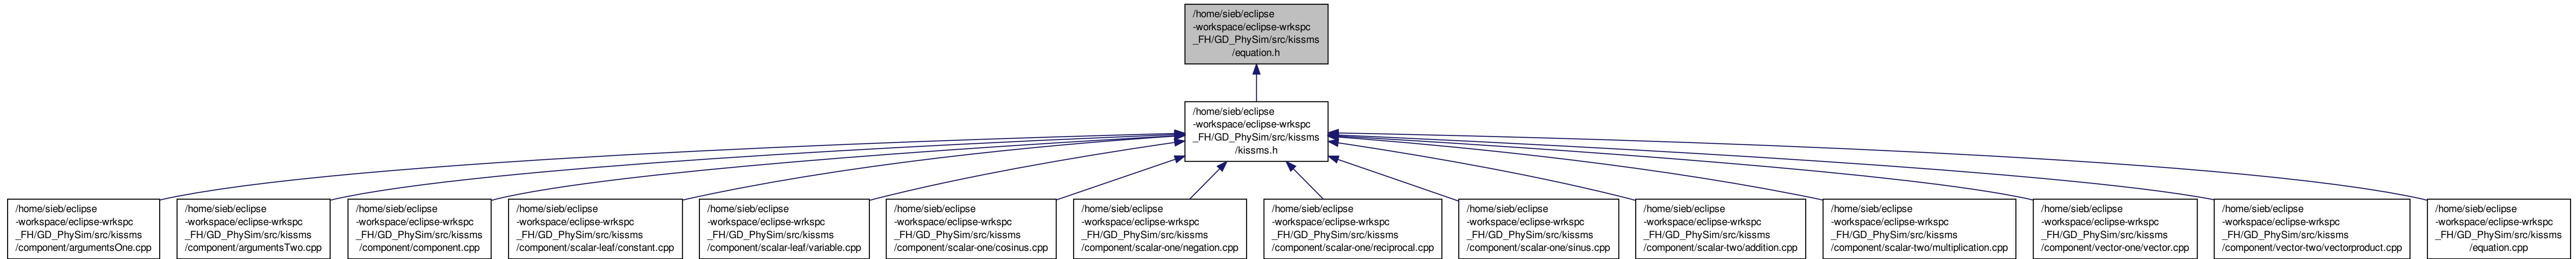 /home/sieb/eclipse
-workspace/eclipse-wrkspc
_FH/GD_PhySim/src/kissms
/equation.h
/home/sieb/eclipse
-workspace/eclipse-wrkspc
_FH/GD_PhySim/src/kissms
/kissms.h
/home/sieb/eclipse
-workspace/eclipse-wrkspc
_FH/GD_PhySim/src/kissms
/component/argumentsOne.cpp
/home/sieb/eclipse
-workspace/eclipse-wrkspc
_FH/GD_PhySim/src/kissms
/component/argumentsTwo.cpp
/home/sieb/eclipse
-workspace/eclipse-wrkspc
_FH/GD_PhySim/src/kissms
/component/component.cpp
/home/sieb/eclipse
-workspace/eclipse-wrkspc
_FH/GD_PhySim/src/kissms
/component/scalar-leaf/constant.cpp
/home/sieb/eclipse
-workspace/eclipse-wrkspc
_FH/GD_PhySim/src/kissms
/component/scalar-leaf/variable.cpp
/home/sieb/eclipse
-workspace/eclipse-wrkspc
_FH/GD_PhySim/src/kissms
/component/scalar-one/cosinus.cpp
/home/sieb/eclipse
-workspace/eclipse-wrkspc
_FH/GD_PhySim/src/kissms
/component/scalar-one/negation.cpp
/home/sieb/eclipse
-workspace/eclipse-wrkspc
_FH/GD_PhySim/src/kissms
/component/scalar-one/reciprocal.cpp
/home/sieb/eclipse
-workspace/eclipse-wrkspc
_FH/GD_PhySim/src/kissms
/component/scalar-one/sinus.cpp
/home/sieb/eclipse
-workspace/eclipse-wrkspc
_FH/GD_PhySim/src/kissms
/component/scalar-two/addition.cpp
/home/sieb/eclipse
-workspace/eclipse-wrkspc
_FH/GD_PhySim/src/kissms
/component/scalar-two/multiplication.cpp
/home/sieb/eclipse
-workspace/eclipse-wrkspc
_FH/GD_PhySim/src/kissms
/component/vector-one/vector.cpp
/home/sieb/eclipse
-workspace/eclipse-wrkspc
_FH/GD_PhySim/src/kissms
/component/vector-two/vectorproduct.cpp
/home/sieb/eclipse
-workspace/eclipse-wrkspc
_FH/GD_PhySim/src/kissms
/equation.cpp